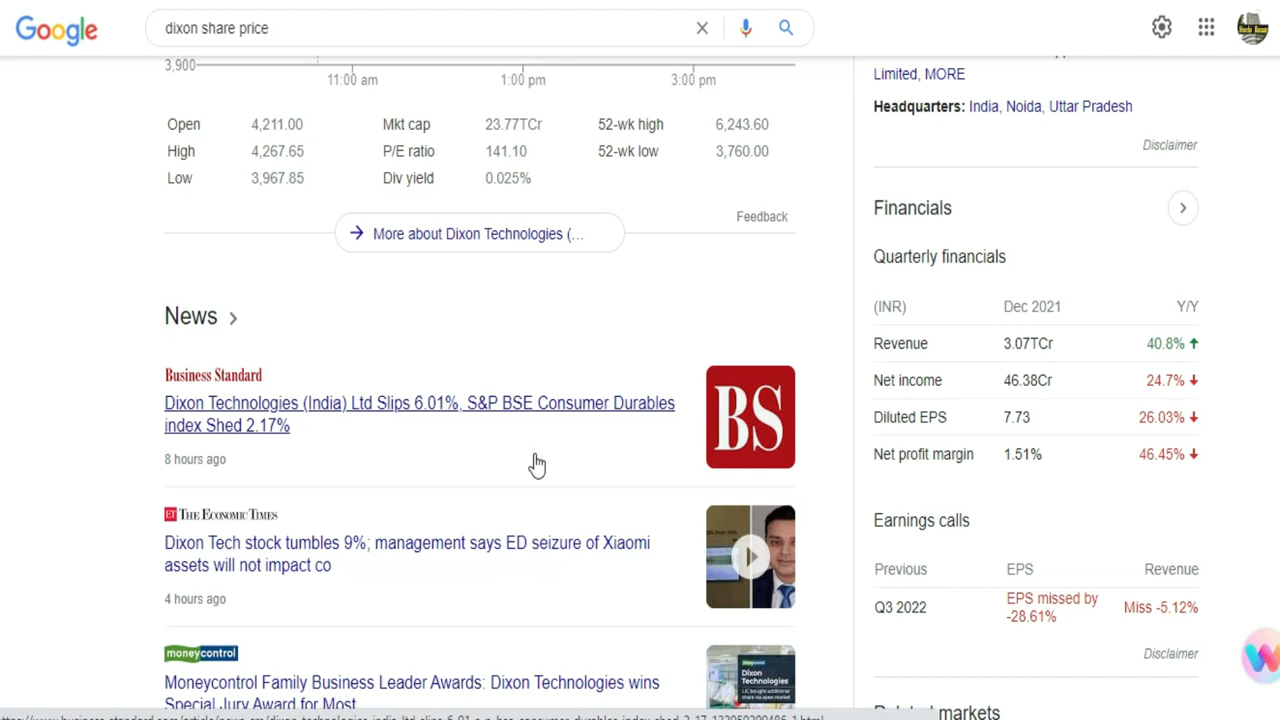 Google
dixon share price
3,900
11:00 am 1:00 pm 3:00 pm
Open 4,211.00 Mkt cap 23.77TCr 52-wk high 6,243.60
High 4,267.65 P/E ratio 141.10 52-wk low 3,760.00
Low 3,967.85 Div yield 0.025%
Feedback
More about Dixon Technologies (...
News
Business Standard
Dixon Technologies (India) Ltd Slips 6.01%, S&P BSE Consumer Durables
index Shed 2.17%
8 hours ago
BS
ET THE ECONOMIC TIMES
Dixon Tech stock tumbles 9%; management says ED seizure of Xiaomi
assets will not impact co
4 hours ago
moneycontrol
Moneycontrol Family Business Leader Awards: Dixon Technologies wins
Special Jury Award for Most
Dixon
Technologies
Limited, MORE
Headquarters: India, Noida, Uttar Pradesh
Disclaimer
Financials
Quarterly financials
(INR) Dec 2021 Y/Y
Revenue 3.07TCr 40.8%
Net income 46.38Cr 24.7%
Diluted EPS 7.73 26.03%
Net profit margin 1.51% 46.45%
Earnings calls
Previous EPS Revenue
Q3 2022 EPS missed by Miss -5.12%
-28.61%
Disclaimer
Related markets